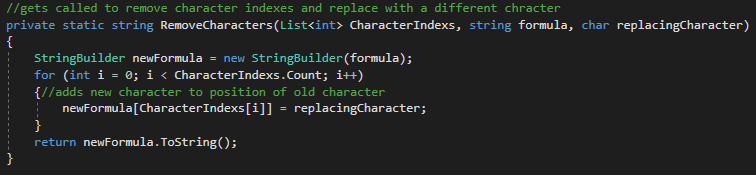 //gets called to remove character indexes and replace with a different chracter
private static string RemoveCharacters(List<int> CharacterIndexs, string formula, char replacingCharacter)
{
    StringBuilder newFormula = new StringBuilder(formula);
    for (int i = 0; i < CharacterIndexs.Count; i++)
    {//adds new character to position of old character
        newFormula[CharacterIndexs[i]] = replacingCharacter;
    }
    return newFormula.ToString();
}